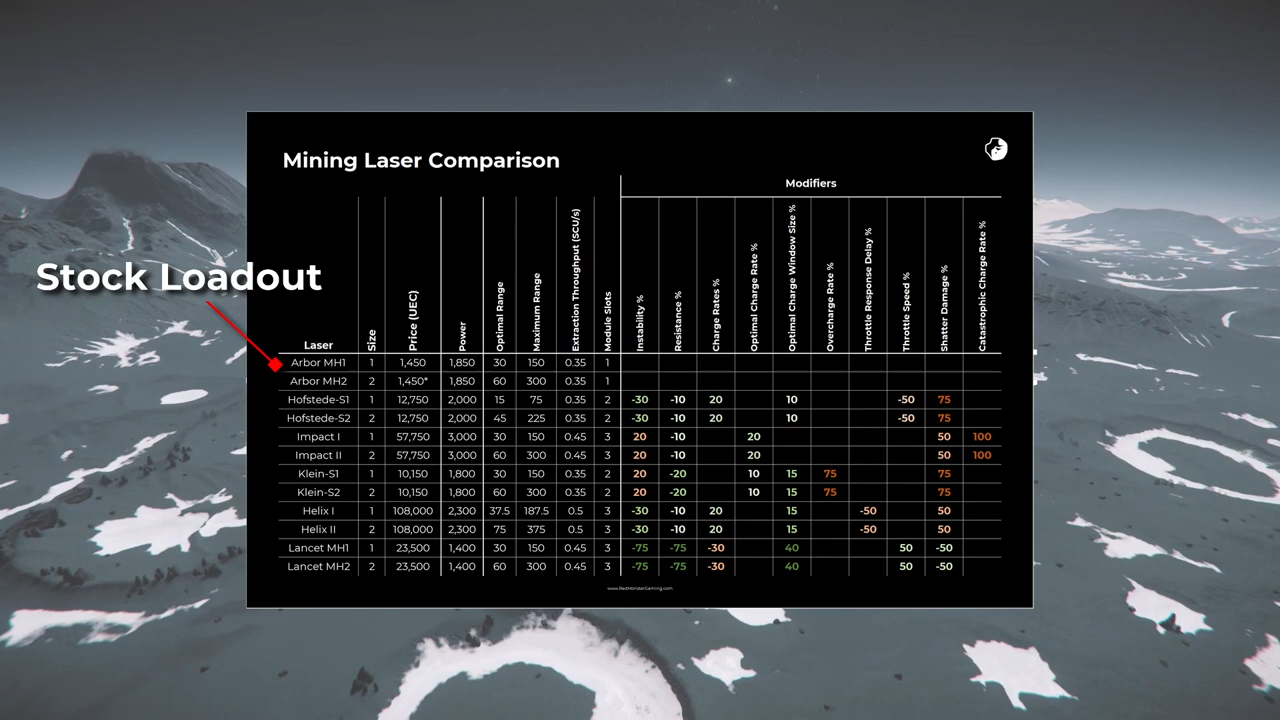 Mining Laser Comparison
Modifiers
Stock Loadout
Laser Size Price (UEC) Power Optimal Range Maximum Range Extraction Throughput (SCU/s) Module Slots Instability % Resistance % Charge Rates % Optimal Charge Rate % Optimal Charge Window Size % Overcharge Rate % Throttle Response Delay % Throttle Speed % Shatter Damage % Catastrophic Charge Rate %
Arbor MH1 1 1,450 1,850 30 150 0.35 1
Arbor MH2 2 1,450* 1,850 60 300 0.35 1
Hofstede-S1 1 12,750 2,000 15 75 0.35 2 -30 -10 20 10 -50 75
Hofstede-S2 2 12,750 2,000 45 225 0.35 2 -30 -10 20 10 -50 75
Impact I 1 57,750 3,000 30 150 0.45 3 20 -10 20 50 100
Impact II 2 57,750 3,000 60 300 0.45 3 20 -10 20 50 100
Klein-S1 1 10,150 1,800 30 150 0.35 2 20 -20 10 15 75 75
Klein-S2 2 10,150 1,800 60 300 0.35 2 20 -20 10 15 75 75
Helix I 1 108,000 2,300 37.5 187.5 0.5 3 -30 -10 20 15 -50 50
Helix II 2 108,000 2,300 75 375 0.5 3 -30 -10 20 15 -50 50
Lancet MH1 1 23,500 1,400 30 150 0.45 3 -75 -75 -30 40 50 -50
Lancet MH2 2 23,500 1,400 60 300 0.45 3 -75 -75 -30 40 50 -50
www.RedMonsterGaming.com